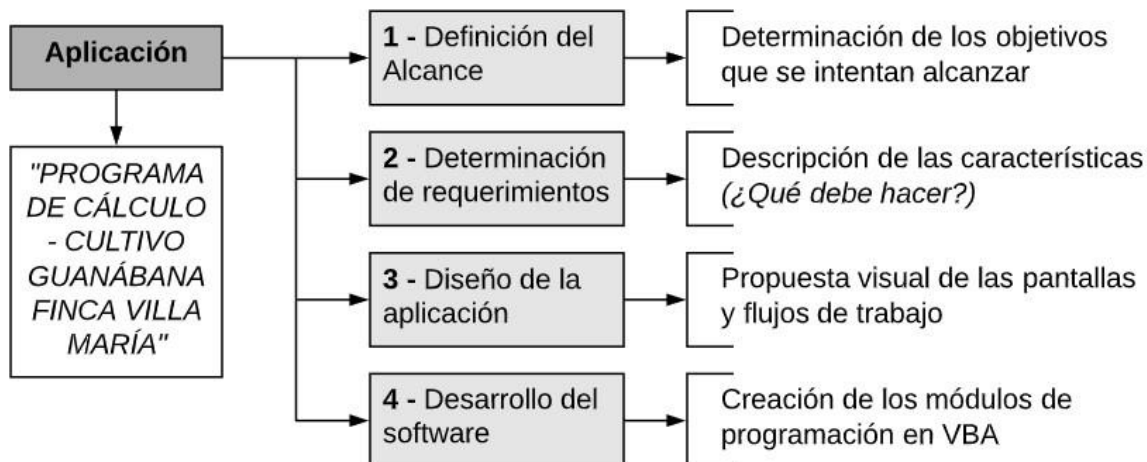 Aplicación
"PROGRAMA
DE CÁLCULO
- CULTIVO
GUANÁBANA
FINCA VILLA
MARÍA"
1 - Definición del
Alcance
Determinación de los objetivos
que se intentan alcanzar
2 - Determinación
de requerimientos
Descripción de las características
(¿Qué debe hacer?)
3 - Diseño de la
aplicación
Propuesta visual de las pantallas
y flujos de trabajo
4 - Desarrollo del
software
Creación de los módulos de
programación en VBA